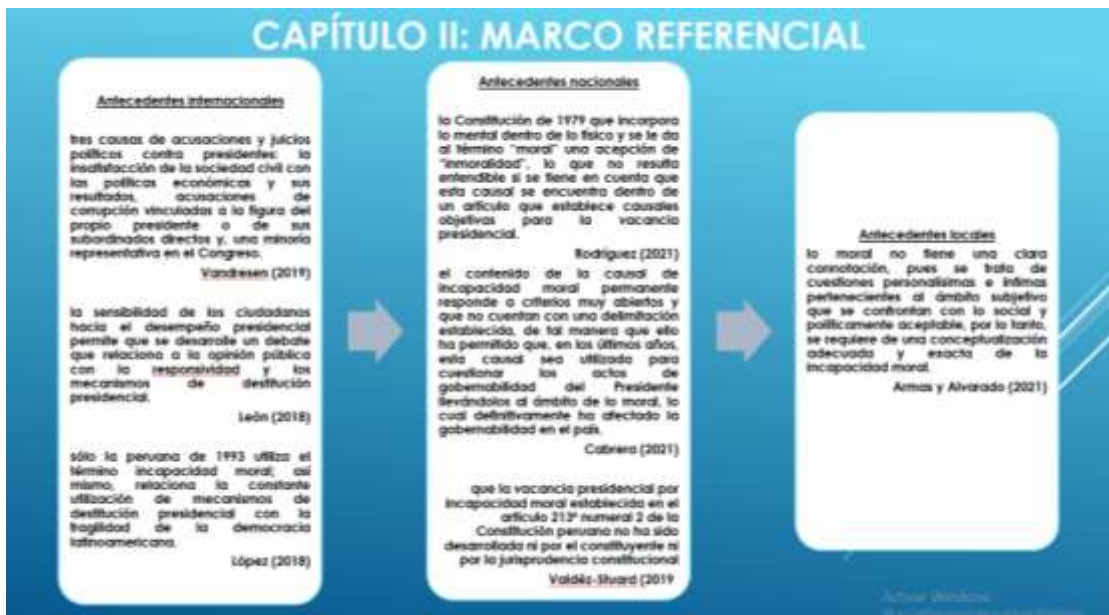 CAPÍTULO II: MARCO REFERENCIAL
Antecedentes internacionales
tres causas de acusaciones y juicios
políticos contra presidentes: la
insatisfacción de la sociedad civil con
las políticas económicas y sus
resultados, acusaciones de
corrupción vinculadas a la figura del
propio presidente o de sus
subordinados directos y, una minoría
representativa en el Congreso.
Vandresen (2019)
la sensibilidad de los ciudadanos
hacia el desempeño presidencial
permite que se desarrolle un debate
que relaciona a la opinión pública
con la responsividad y los
mecanismos de destitución
presidencial.
León (2018)
sólo la peruana de 1993 utiliza el
término incapacidad moral; así
mismo, relaciona la constante
utilización de mecanismos de
destitución presidencial con la
fragilidad de la democracia
latinoamericana.
López (2018)
Antecedentes nacionales
la Constitución de 1979 que incorpora
lo mental dentro de lo físico y se le da
al término "moral" una acepción de
"inmoralidad", lo que no resulta
entendible si se tiene en cuenta que
esta causal se encuentra dentro de
un artículo que establece causales
objetivas para la vacancia
presidencial.
Rodríguez (2021)
el contenido de la causal de
incapacidad moral permanente
responde a criterios muy abiertos y
que no cuentan con una delimitación
establecida, de tal manera que ello
ha permitido que, en los últimos años,
esta causal sea utilizada para
cuestionar los actos de
gobernabilidad del Presidente
llevándolos al ámbito de lo moral, lo
cual definitivamente ha afectado la
gobernabilidad en el país.
Cabrera (2021)
que la vacancia presidencial por
incapacidad moral establecida en el
artículo 213º numeral 2 de la
Constitución peruana no ha sido
desarrollada ni por el constituyente ni
por la jurisprudencia constitucional
Valdéz-Stuard (2019
Antecedentes locales
lo moral no tiene una clara
connotación, pues se trata de
cuestiones personalísimas e íntimas
pertenecientes al ámbito subjetivo
que se confrontan con lo social y
políticamente aceptable, por lo tanto,
se requiere de una conceptualización
adecuada y exacta de la
incapacidad moral.
Armas y Alvarado (2021)
Activar Windows